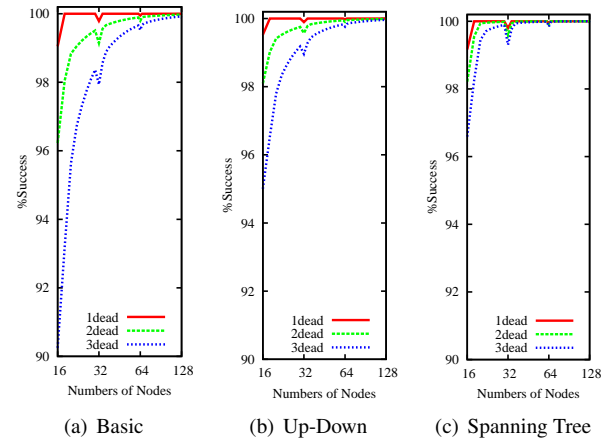 100
98
96
94
92
90
%Success
1dead
2dead
3dead
16 32 64 128
Numbers of Nodes
(a) Basic
100
98
96
94
92
90
%Success
1dead
2dead
3dead
16 32 64 128
Numbers of Nodes
(b) Up-Down
100
98
96
94
92
90
%Success
1dead
2dead
3dead
16 32 64 128
Numbers of Nodes
(c) Spanning Tree